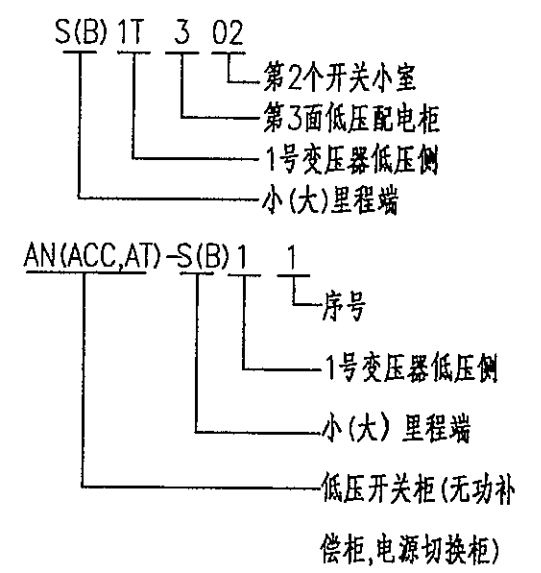 S(B) 1T 3 02
第2个开关小室
第3面低压配电柜
1号变压器低压侧
小(大)里程端
AN(ACC,AT)-S(B)1 1
序号
1号变压器低压侧
小(大) 里程端
低压开关柜(无功补
偿柜,电源切换柜)